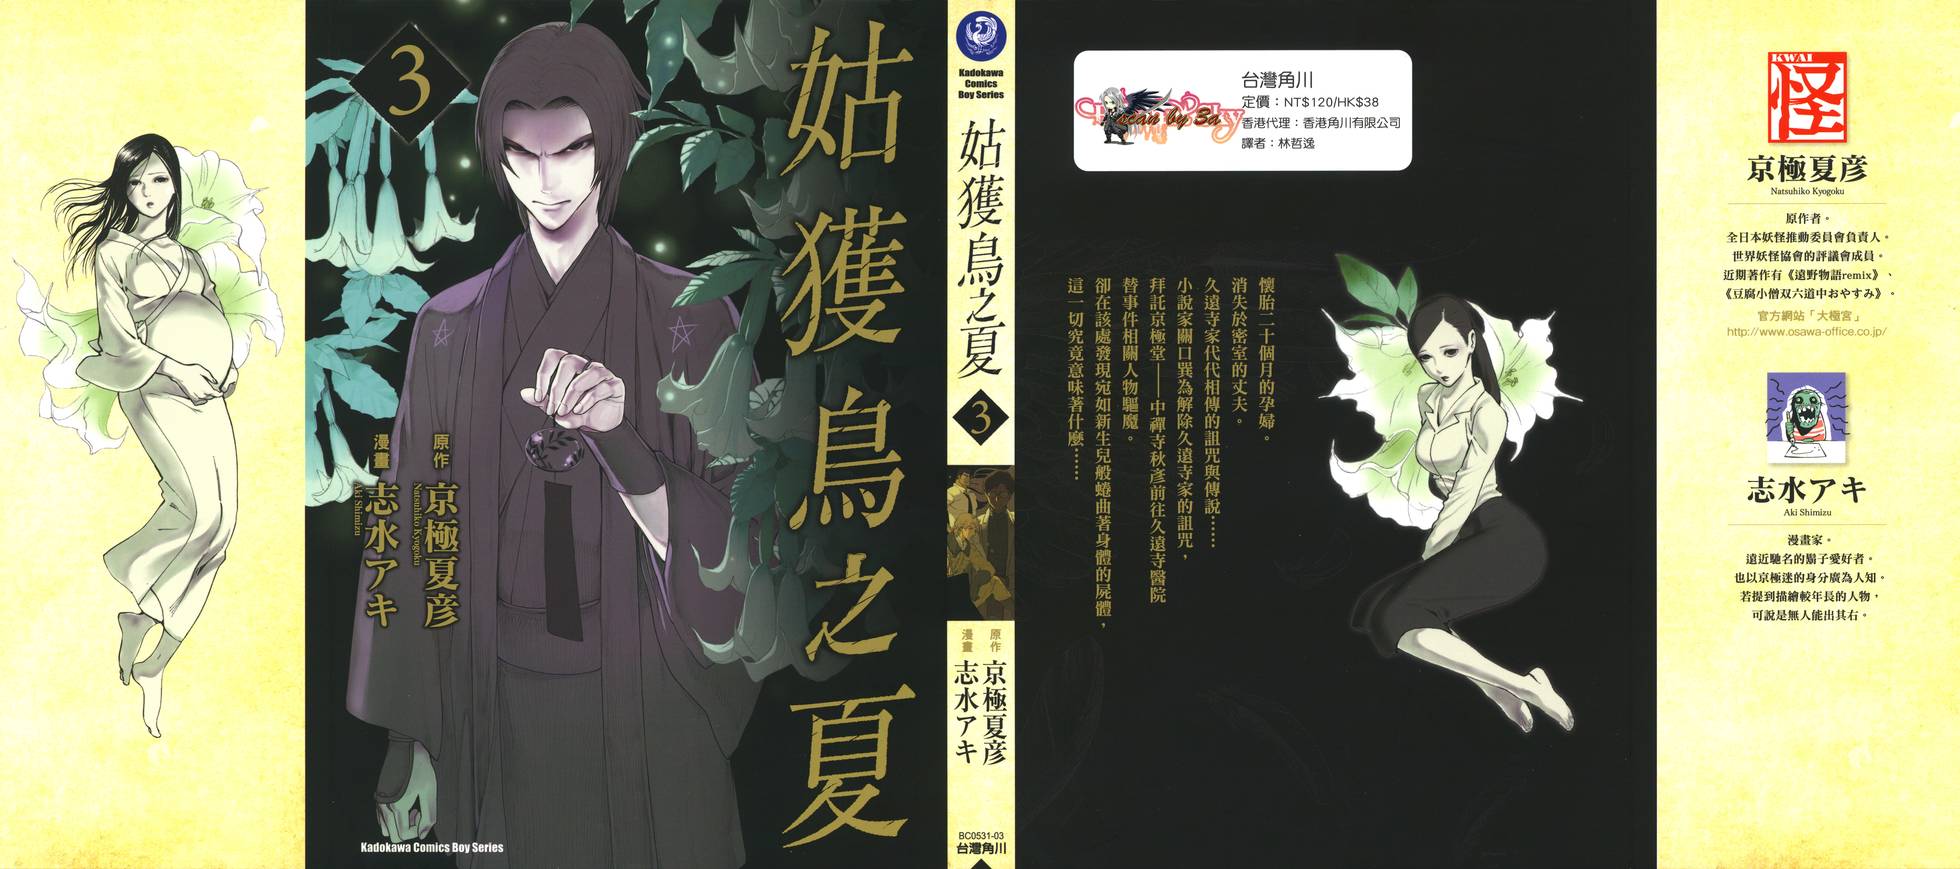 3
姑獲鳥之夏
原作
京極夏彦
Natsuhiko Kyogoku
漫畫
志水アキ
Aki Shimizu
Kadokawa Comics Boy Series
Kadokawa
Comics
Boy Series
姑獲鳥之夏
3
原作
京極夏彦
漫畫
志水アキ
BC0531-03
台灣角川
scan by 3a
台灣角川
定價：NT$120/HK$38
香港代理：香港角川有限公司
譯者：林哲逸
懷胎二十個月的孕婦。
消失於密室的丈夫。
久遠寺家代代相傳的詛咒與傳說……
小說家關口巽為解除久遠寺家的詛咒，
拜託京極堂——中禪寺秋彥前往久遠寺醫院
替事件相關人物驅魔。
卻在該處發現宛如新生兒般蜷曲著身體的屍體，
這一切究竟意味著什麼……
KWAI
怪
京極夏彦
Natsuhiko Kyogoku
原作者。
全日本妖怪推動委員會負責人。
世界妖怪協會的評議會成員。
近期著作有《遠野物語remix》、
《豆腐小僧双六道中おやすみ》。
官方網站「大極宮」
http://www.osawa-office.co.jp/
志水アキ
Aki Shimizu
漫畫家。
遠近馳名的鬍子愛好者。
也以京極迷的身分廣為人知。
若提到描繪較年長的人物，
可說是無人能出其右。